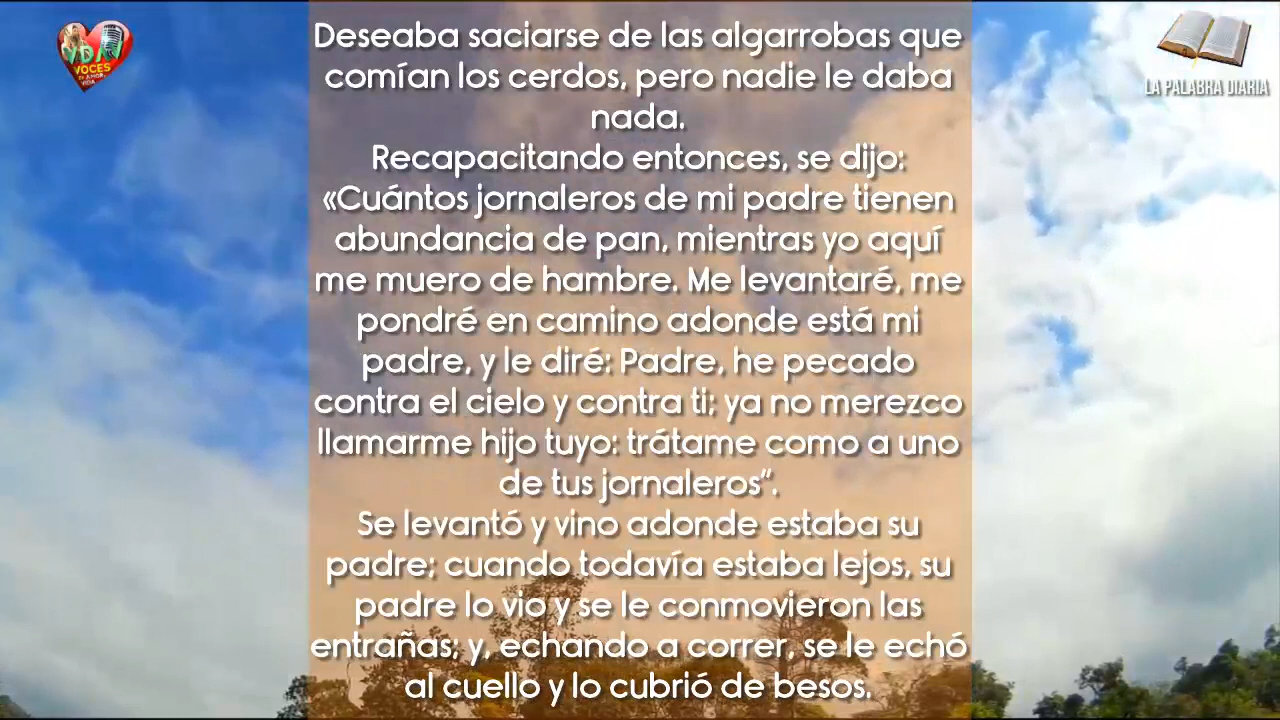 Deseaba saciarse de las algarrobas que
comían los cerdos, pero nadie le daba
nada.
Recapacitando entonces, se dijo:
«Cuántos jornaleros de mi padre tienen
abundancia de pan, mientras yo aquí
me muero de hambre. Me levantaré, me
pondré en camino adonde está mi
padre, y le diré: Padre, he pecado
contra el cielo y contra ti; ya no merezco
llamarme hijo tuyo: trátame como a uno
de tus jornaleros”.
Se levantó y vino adonde estaba su
padre; cuando todavía estaba lejos, su
padre lo vio y se le conmovieron las
entrañas; y, echando a correr, se le echó
al cuello y lo cubrió de besos.
VOCES
VIDA
LA PALABRA DIARIA